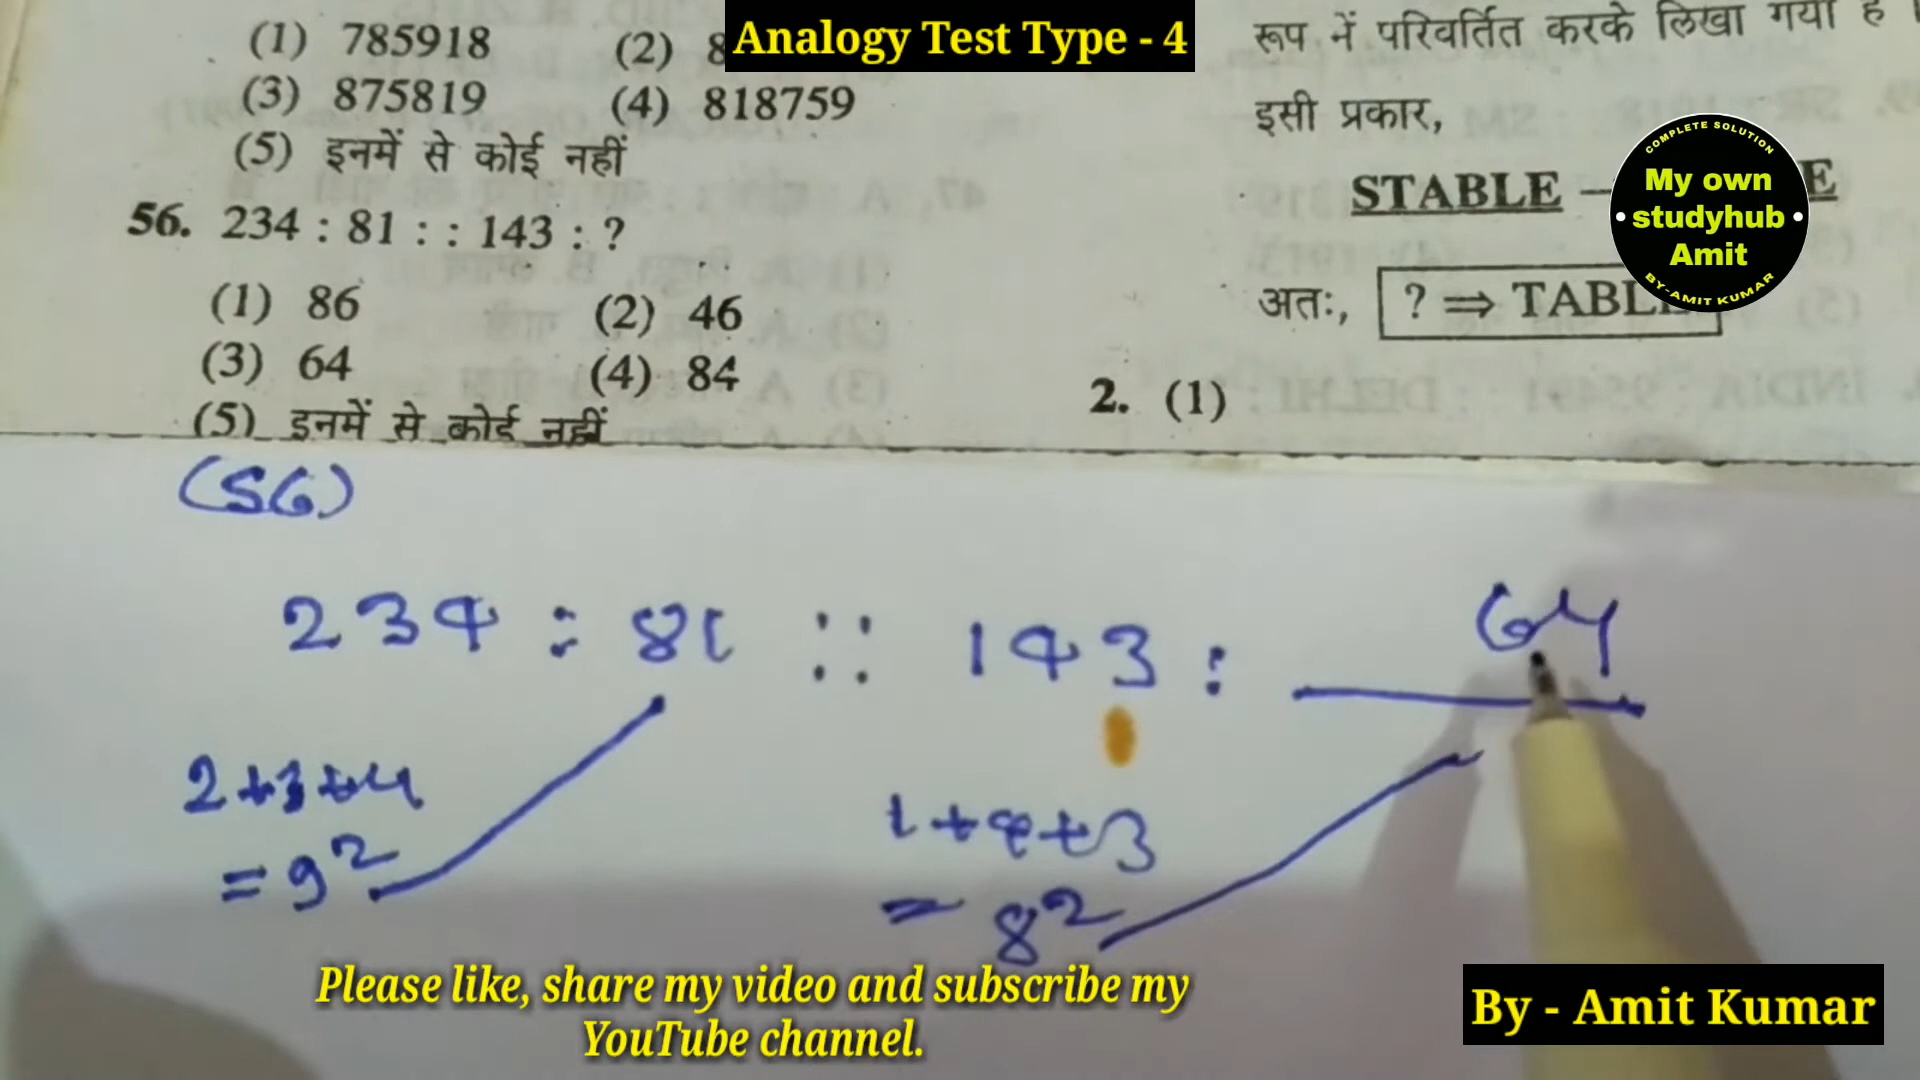 Analogy Test Type - 4
(1) 785918
(2) 8
(3) 875819
(4) 818759
(5) इनमें से कोई नहीं
56. 234 : 81 : : 143 : ?
(1) 86
(2) 46
(3) 64
(4) 84
(5) इनमें से कोई नहीं
रूप नें परिवर्तित करके लिखा गया है ।
इसी प्रकार,
STABLE –
E
अतः, ? ⇒ TABLE
2. (1)
COMPLETE SOLUTION
My own
studyhub
Amit
BY-AMIT KUMAR
(56)
234 : 81 :: 143 : 64
2+3+4
= 9²
1+4+3
= 8²
Please like, share my video and subscribe my
YouTube channel.
By - Amit Kumar